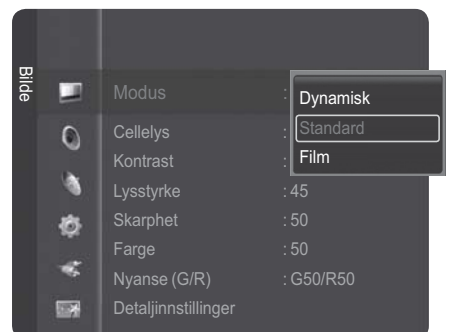 Bilde
Modus :
Dynamisk
Standard
Film
Cellelys :
Kontrast :
Lysstyrke : 45
Skarphet : 50
Farge : 50
Nyanse (G/R) : G50/R50
Detaljinnstillinger